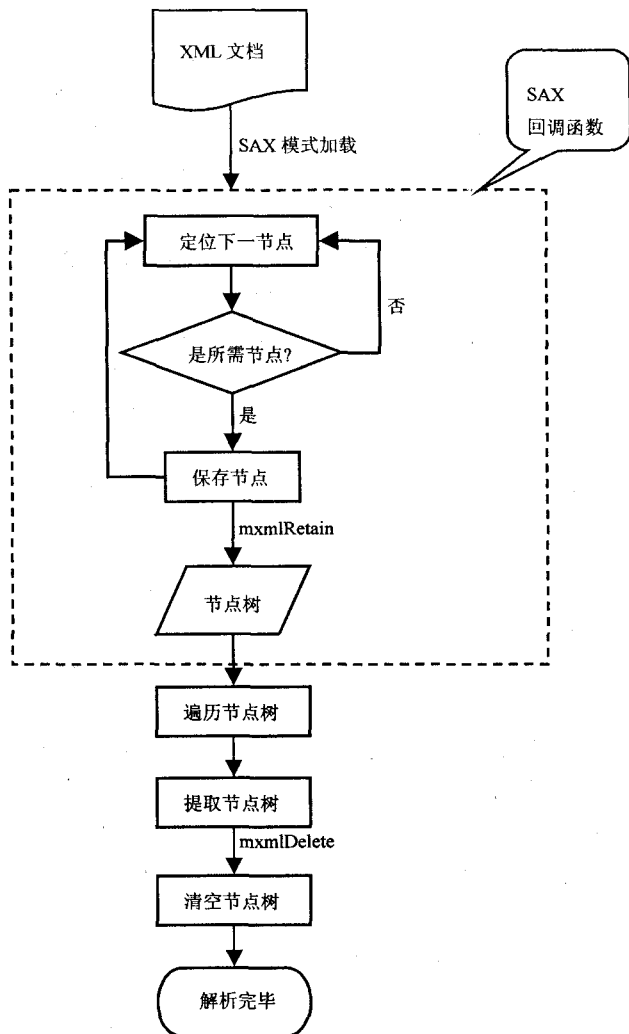 XML 文档
SAX
回调函数
SAX 模式加载
定位下一节点
否
是所需节点?
是
保存节点
mxmlRetain
节点树
遍历节点树
提取节点树
mxmlDelete
清空节点树
解析完毕